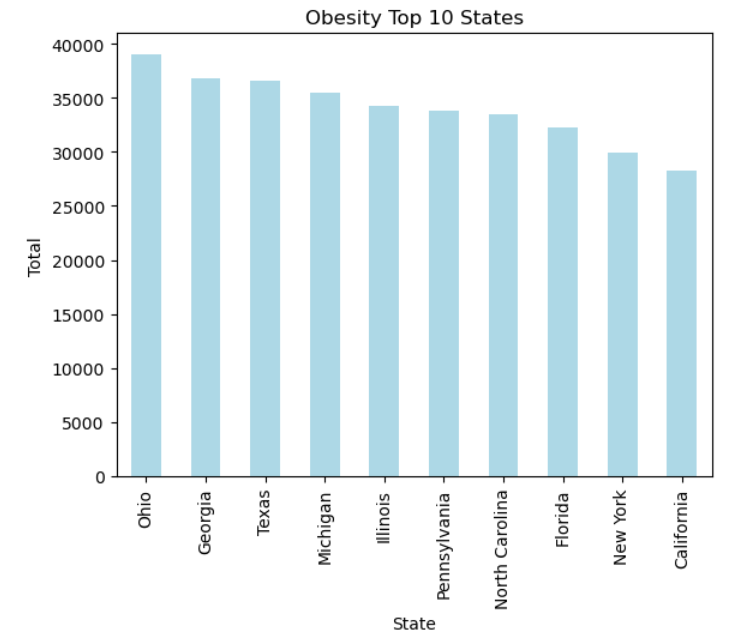 Obesity Top 10 States
Total
40000
35000
30000
25000
20000
15000
10000
5000
0
Ohio
Georgia
Texas
Michigan
Illinois
Pennsylvania
North Carolina
Florida
New York
California
State